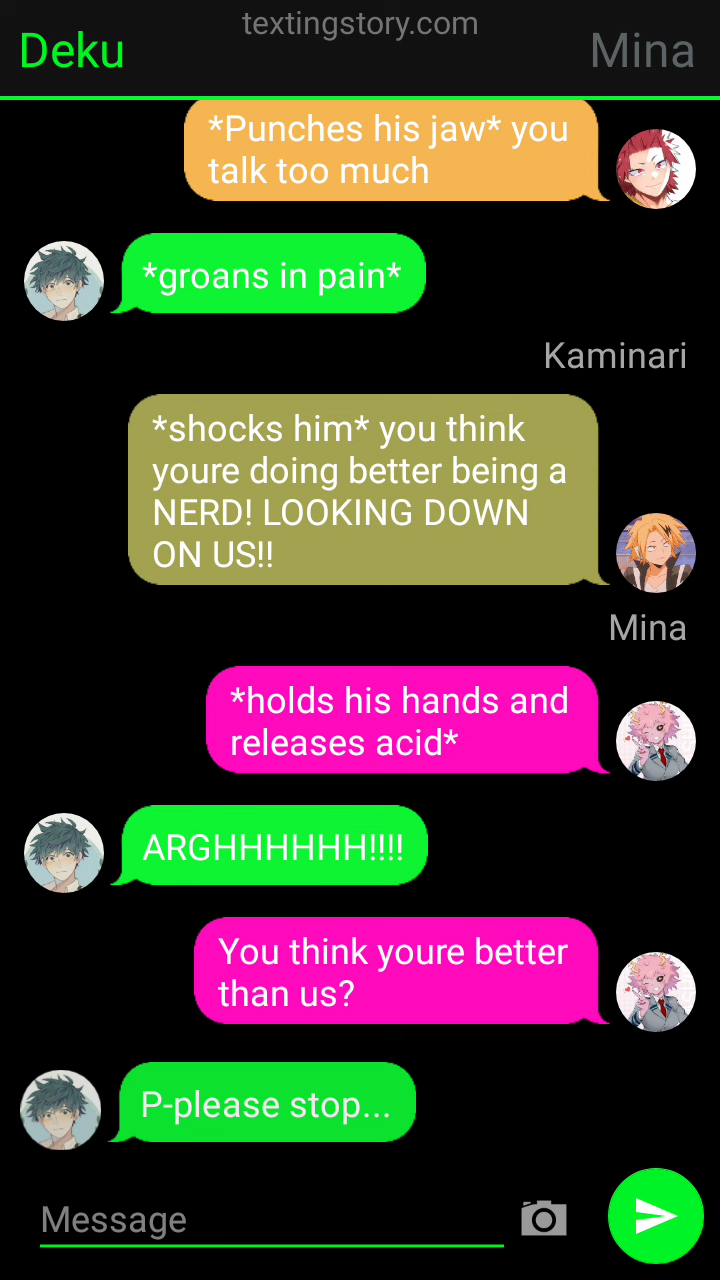 textingstory.com
Deku
Mina
*Punches his jaw* you
talk too much
*groans in pain*
Kaminari
*shocks him* you think
youre doing better being a
NERD! LOOKING DOWN
ON US!!
Mina
*holds his hands and
releases acid*
ARGHHHHHH!!!!
You think youre better
than us?
P-please stop...
Message